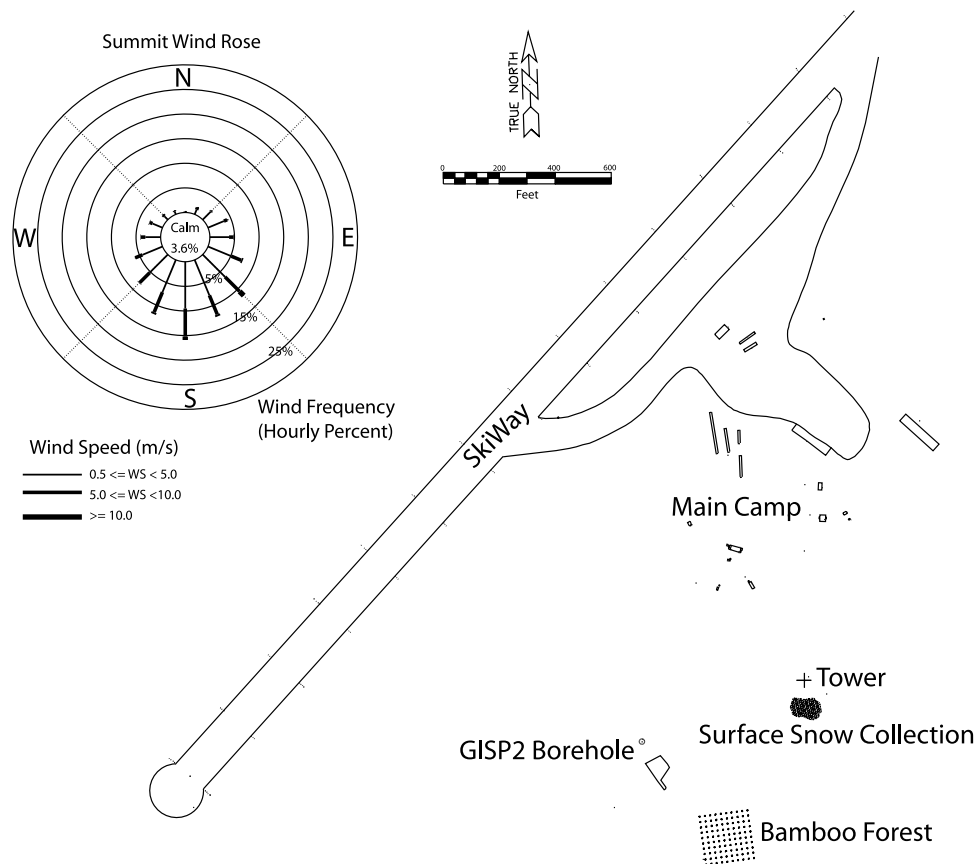 Summit Wind Rose
N
W
E
S
Calm
3.6%
5%
15%
25%
Wind Frequency
(Hourly Percent)
Wind Speed (m/s)
0.5 <= WS < 5.0
5.0 <= WS <10.0
>= 10.0
TRUE NORTH
0 200 400 600
Feet
SkiWay
Main Camp
Tower
Surface Snow Collection
GISP2 Borehole
Bamboo Forest